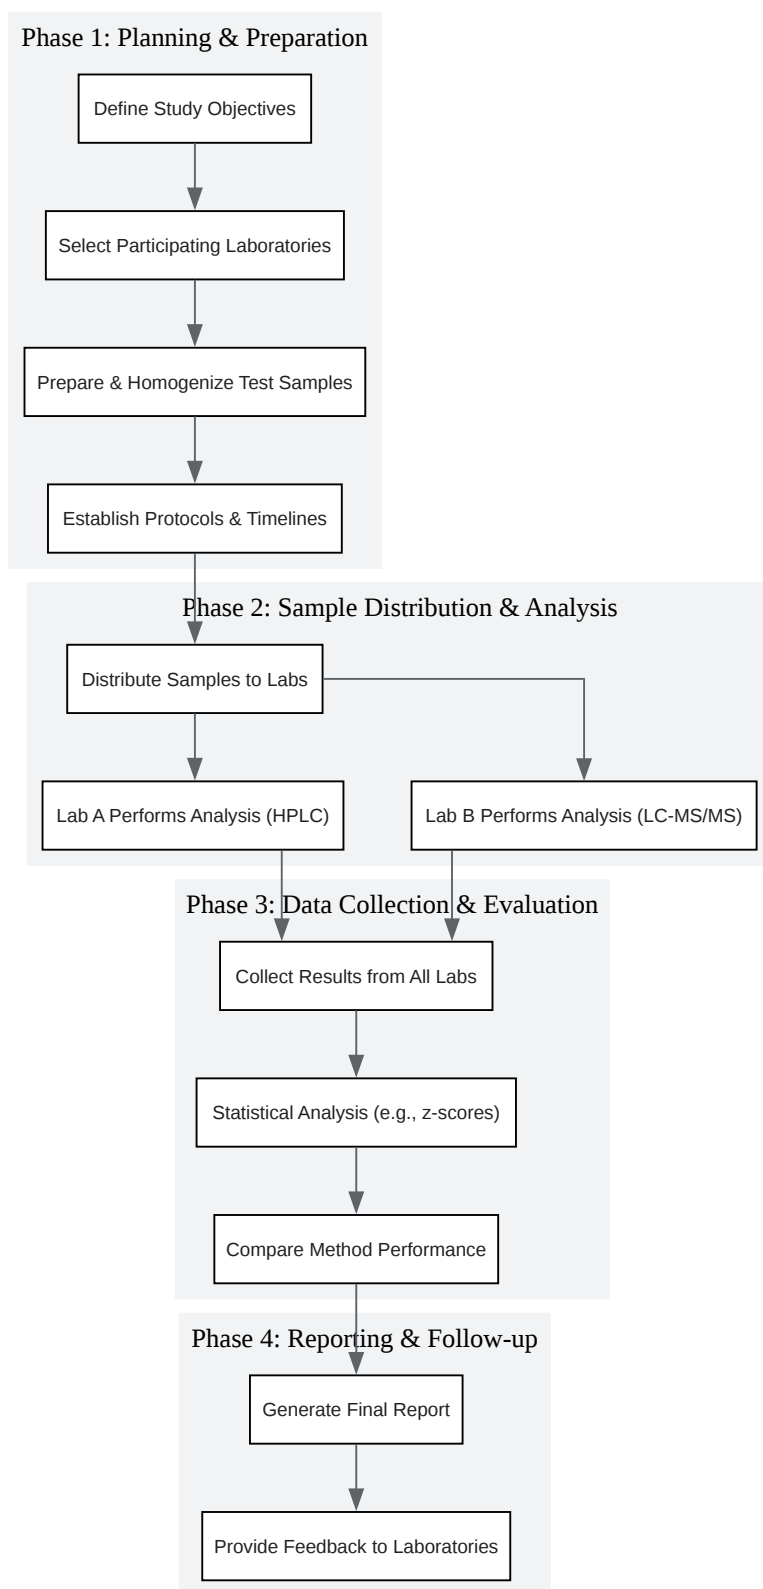 Phase 1: Planning & Preparation
Define Study Objectives
Select Participating Laboratories
Prepare & Homogenize Test Samples
Establish Protocols & Timelines
Phase 2: Sample Distribution & Analysis
Distribute Samples to Labs
Lab A Performs Analysis (HPLC)
Lab B Performs Analysis (LC-MS/MS)
Phase 3: Data Collection & Evaluation
Collect Results from All Labs
Statistical Analysis (e.g., z-scores)
Compare Method Performance
Phase 4: Reporting & Follow-up
Generate Final Report
Provide Feedback to Laboratories